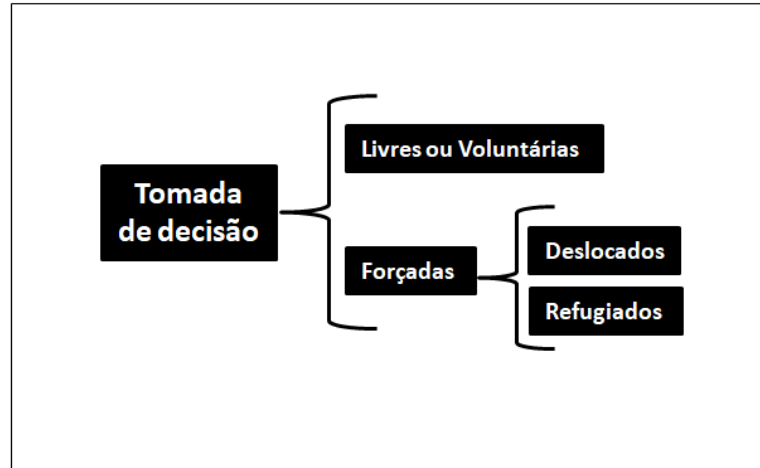 Tomada
de decisão
Livres ou Voluntárias
Forçadas
Deslocados
Refugiados